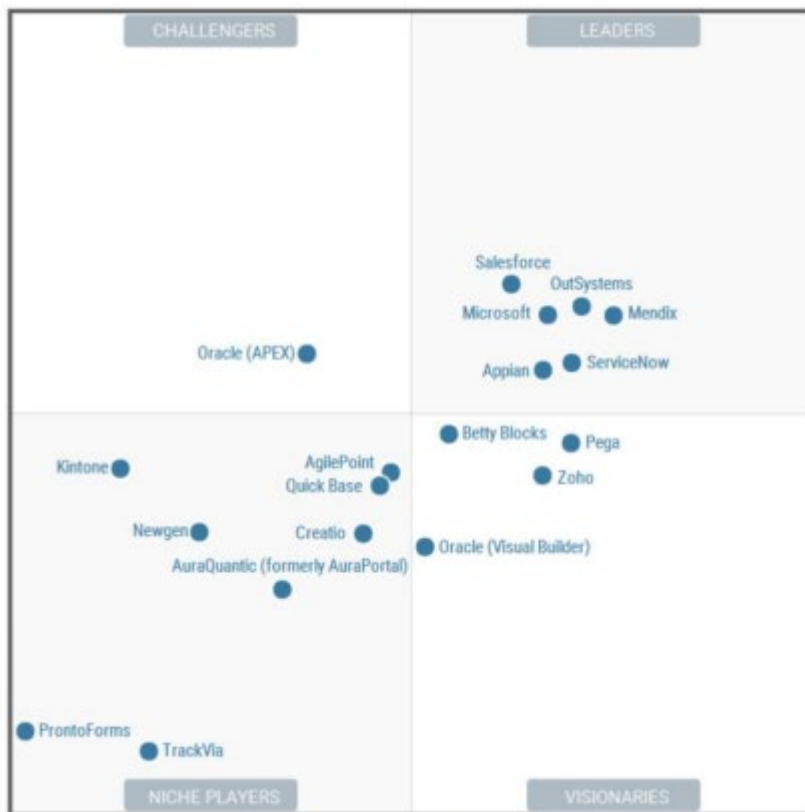 CHALLENGERS
LEADERS
Salesforce
OutSystems
Microsoft
Mendix
Oracle (APEX)
Appian
ServiceNow
Betty Blocks
Pega
Kintone
AgilePoint
Quick Base
Zoho
Newgen
Creatio
Oracle (Visual Builder)
AuraQuantic (formerly AuraPortal)
ProntoForms
TrackVia
NICHE PLAYERS
VISIONARIES